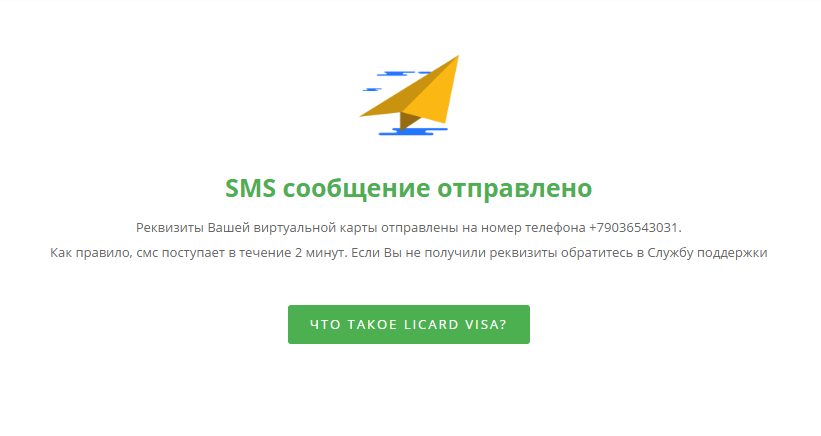 SMS сообщение отправлено
Реквизиты Вашей виртуальной карты отправлены на номер телефона +79036543031.
Как правило, смс поступает в течение 2 минут. Если Вы не получили реквизиты обратитесь в Службу поддержки
ЧТО ТАКОЕ LICARD VISA?